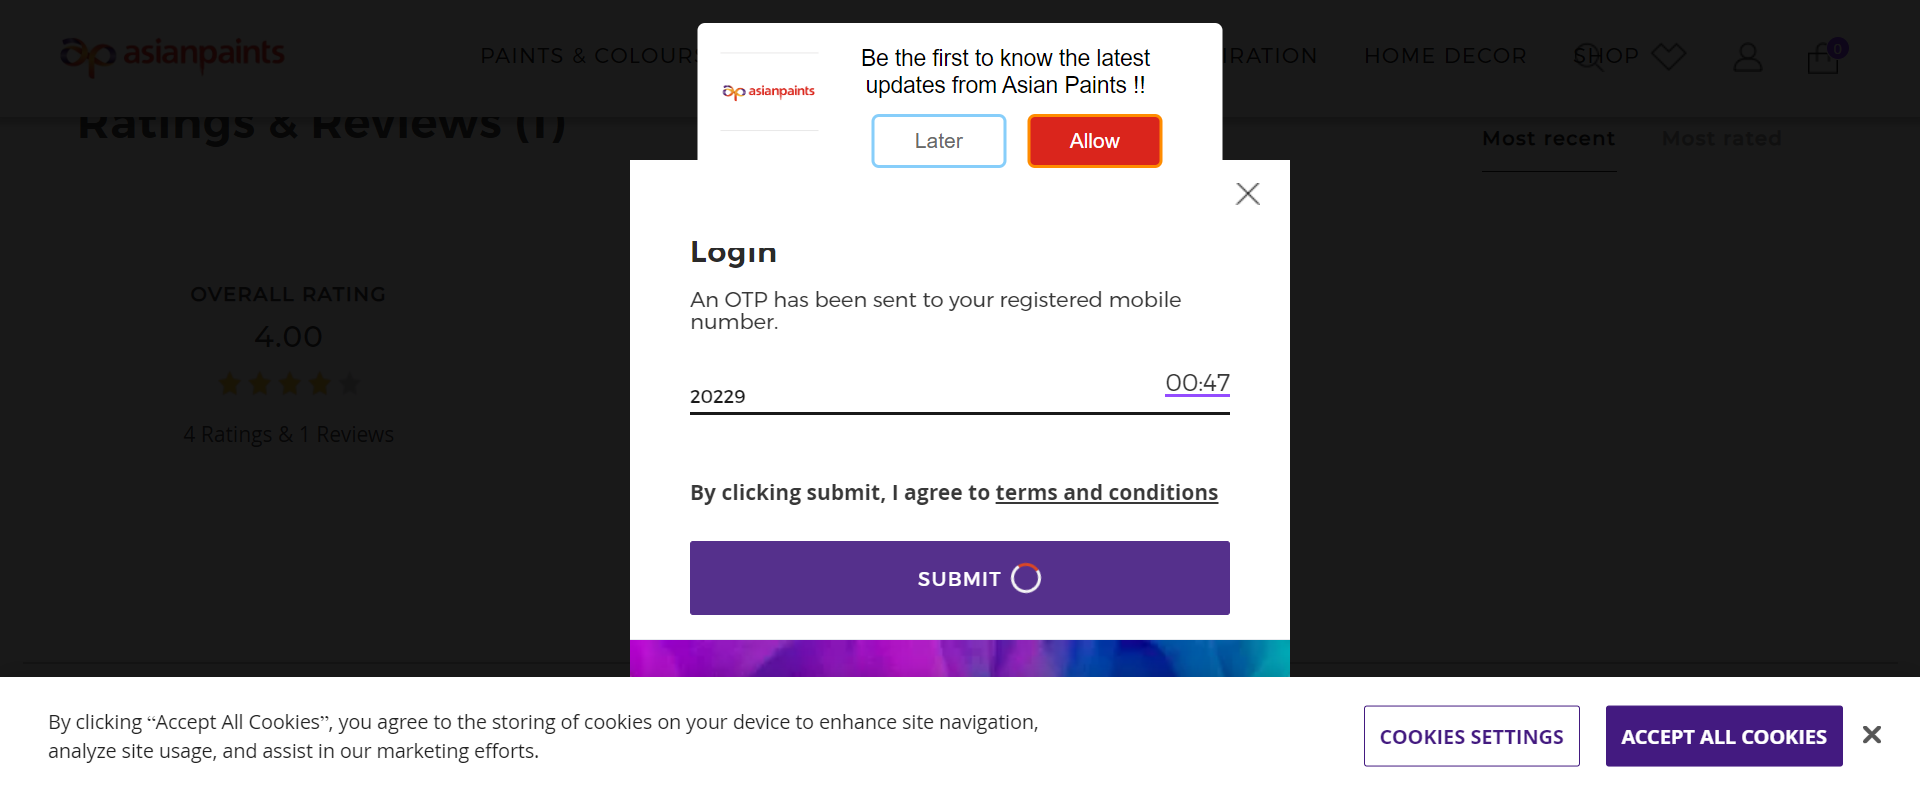 asianpaints
PAINTS & COLOURS
IRATION
HOME DECOR
SHOP
0
asianpaints
Be the first to know the latest
updates from Asian Paints !!
Later
Allow
Ratings & Reviews (1)
Most recent
Most rated
OVERALL RATING
4.00
4 Ratings & 1 Reviews
Login
An OTP has been sent to your registered mobile
number.
20229
00:47
By clicking submit, I agree to terms and conditions
SUBMIT
By clicking “Accept All Cookies”, you agree to the storing of cookies on your device to enhance site navigation,
analyze site usage, and assist in our marketing efforts.
COOKIES SETTINGS
ACCEPT ALL COOKIES